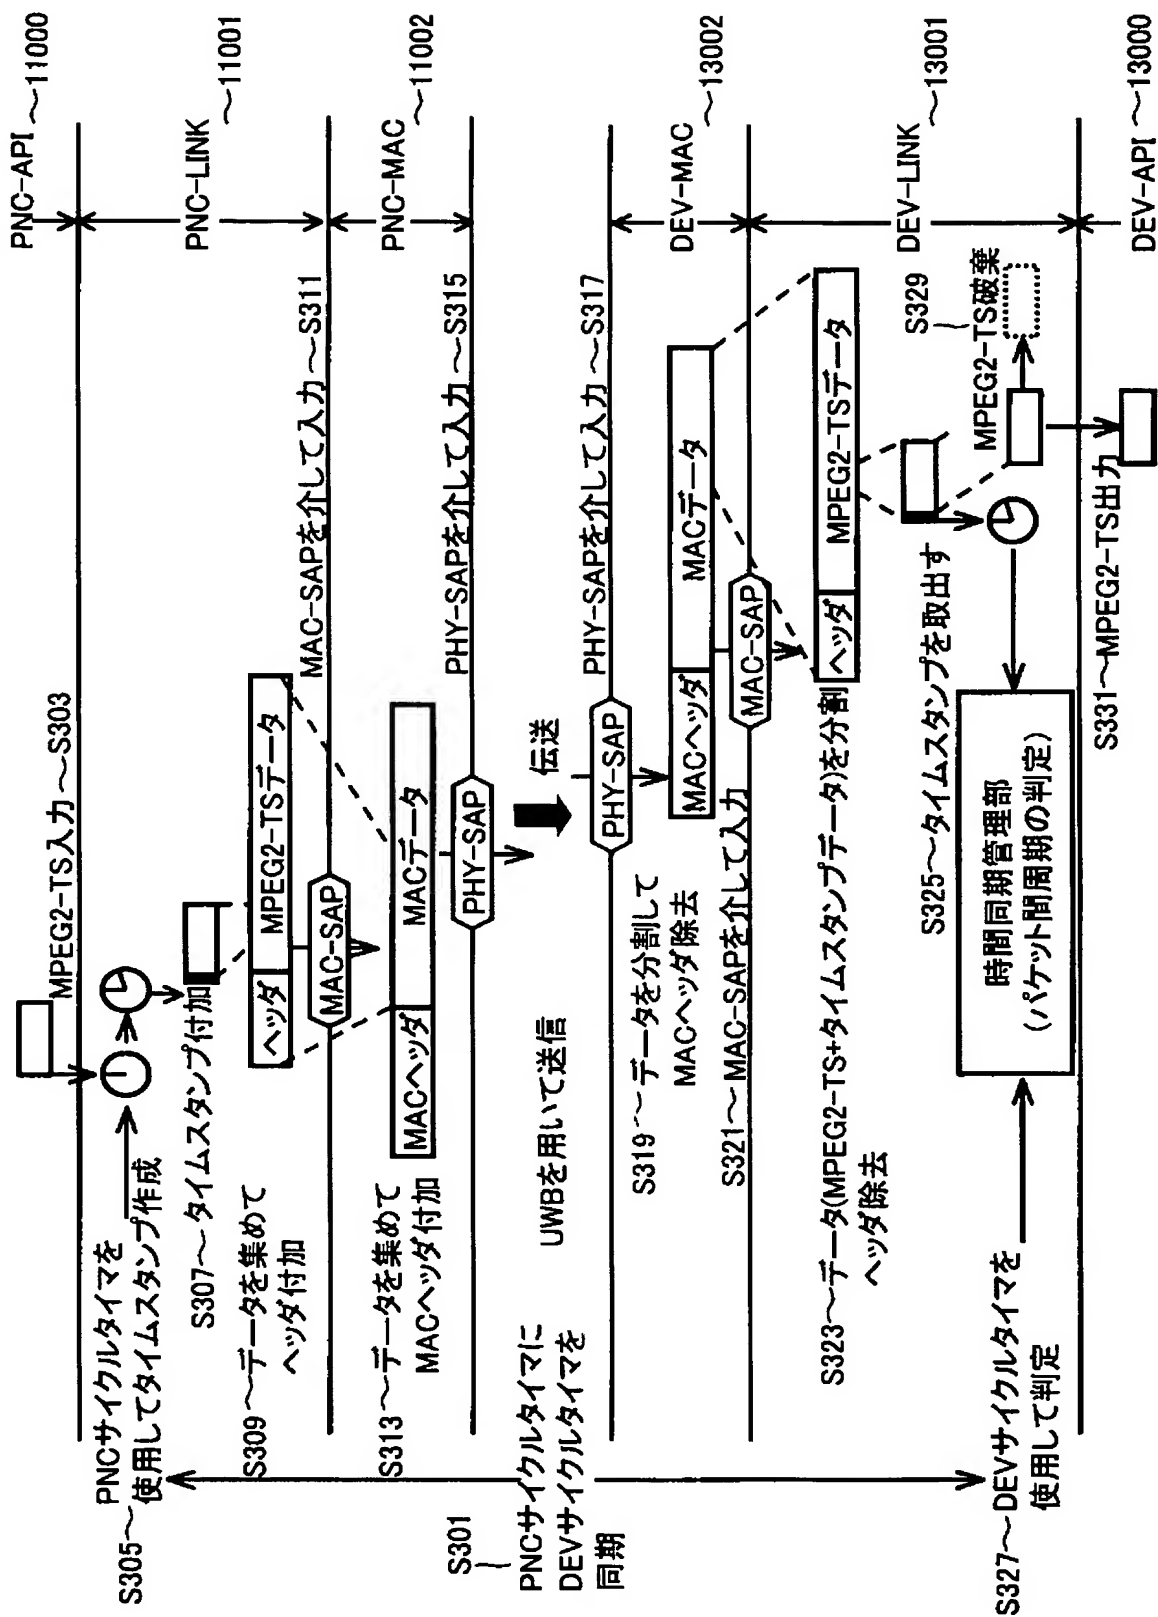 PNC-API ～11000
PNC-LINK ～11001
PNC-MAC ～11002
DEV-MAC ～13002
DEV-LINK ～13001
DEV-API ～13000
MPEG2-TS入力～S303
S305～PNCサイクルタイマを
使用してタイムスタンプ作成
S307～タイムスタンプ付加
S309～データを集めて
ヘッダ付加
ヘッダ
MPEG2-TSデータ
MAC-SAP
MAC-SAPを介して入力～S311
S313～データを集めて
MACヘッダ付加
MACヘッダ
MACデータ
PHY-SAP
PHY-SAPを介して入力～S315
S301
PNCサイクルタイマに
DEVサイクルタイマを
同期
UWBを用いて送信
伝送
PHY-SAP
PHY-SAPを介して入力～S317
S319～データを分割して
MACヘッダ除去
MACヘッダ
MACデータ
S321～MAC-SAPを介して入力
MAC-SAP
S323～データ(MPEG2-TS+タイムスタンプデータ)を分割
ヘッダ除去
ヘッダ
MPEG2-TSデータ
S325～タイムスタンプを取出す
S329
MPEG2-TS破棄
S327～DEVサイクルタイマを
使用して判定
時間同期管理部
(パケット間周期の判定)
S331～MPEG2-TS出力